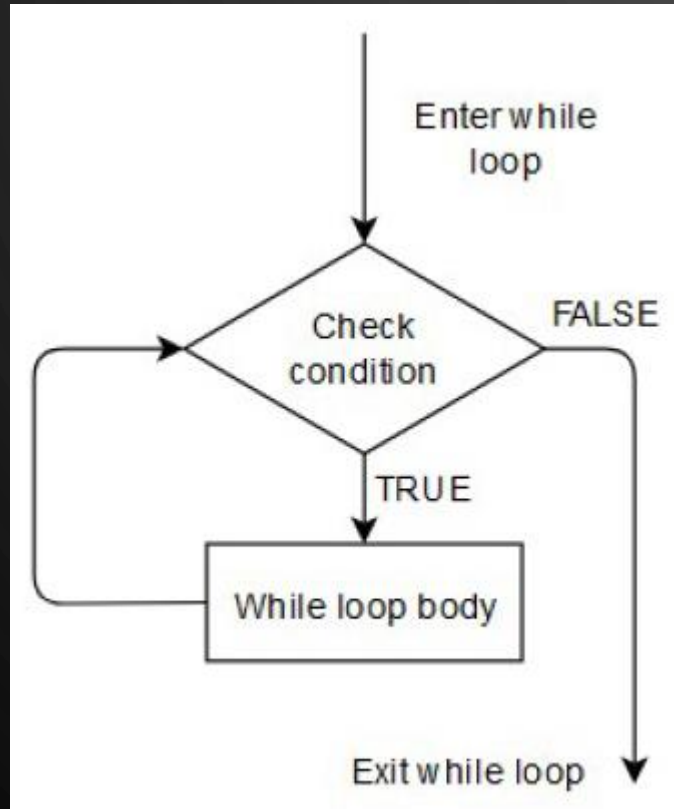 Enter while
loop
Check
condition
FALSE
TRUE
While loop body
Exit while loop